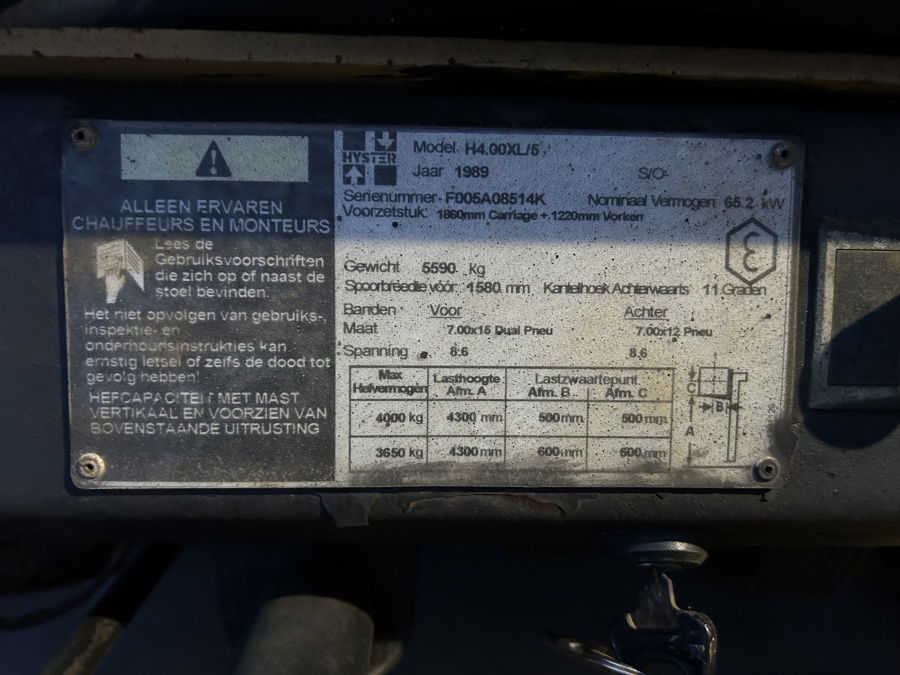 ALLEEN ERVAREN
CHAUFFEURS EN MONTEURS
Lees de
Gebruiksvoorschriften
die zich op of naast de
stoel bevinden.
Het niet opvolgen van gebruiks-,
inspektie- en
onderhoudsinstrukties kan
ernstig letsel of zelfs de dood tot
gevolg hebben!
HEFCAPACITEIT MET MAST
VERTIKAAL EN VOORZIEN VAN
BOVENSTAANDE UITRUSTING
HYSTER
Model H4.00XL/5
Jaar 1989 S/O:
Serienummer F005A08514K Nominaal Vermogen 65.2 kW
Voorzetstuk: 1860mm Carriage + 1220mm Vorken
Gewicht 5590 kg
Spoorbreedte vóór 1580 mm Kantelhoek Achterwaarts 11 Graden
Banden Voor Achter
Maat 7.00x15 Dual Pneu 7.00x12 Pneu
Spanning 8.6 8.6
Max Hefvermogen Lasthoogte Afm. A Lastzwaartepunt Afm. B Afm. C
4000 kg 4300 mm 500mm 500mm
3650 kg 4300 mm 600mm 600mm
C
B
A